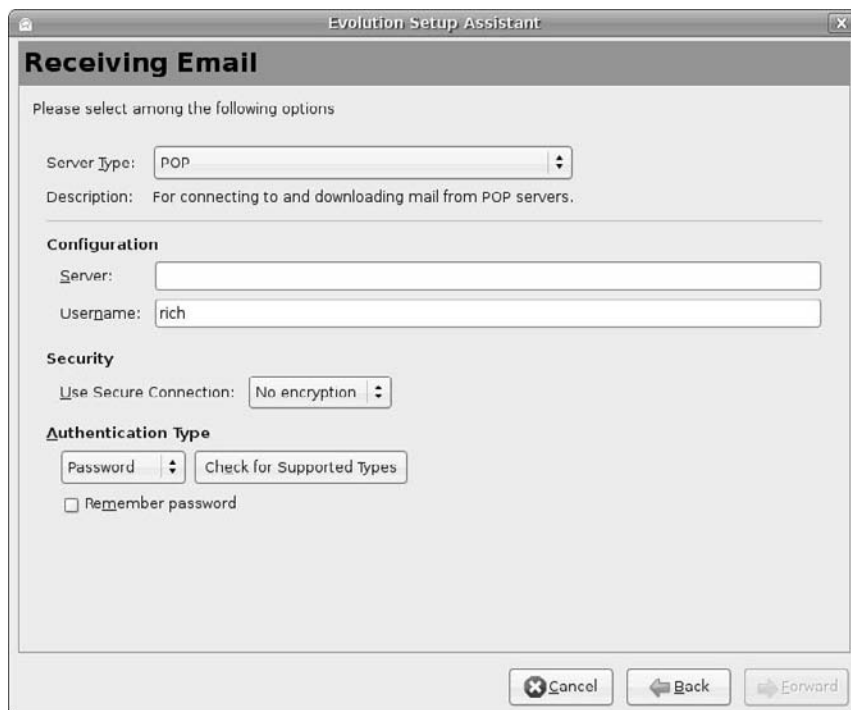 Evolution Setup Assistant
Receiving Email
Please select among the following options
Server Type: POP
Description: For connecting to and downloading mail from POP servers.
Configuration
Server:
Username: rich
Security
Use Secure Connection: No encryption
Authentication Type
Password Check for Supported Types
Remember password
Cancel Back Forward